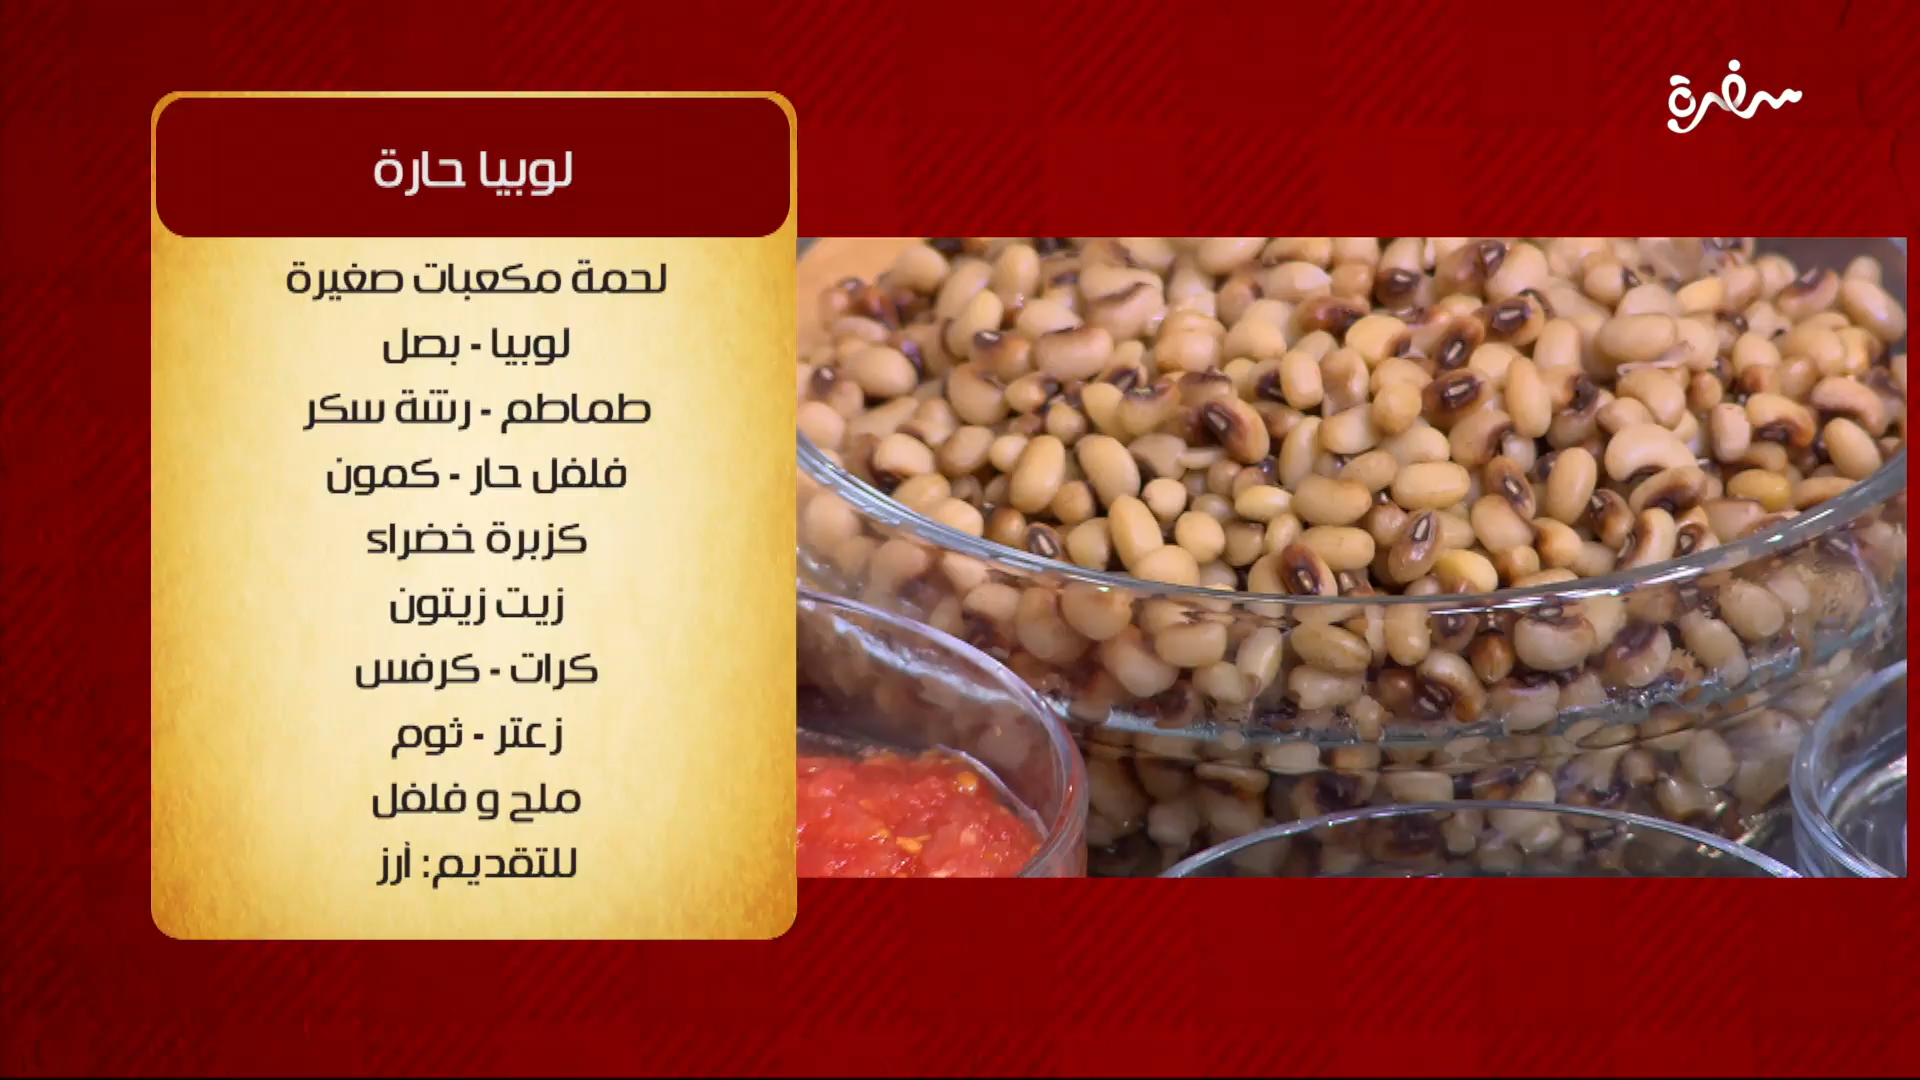 سفرة
لوبيا حارة
لحمة مكعبات صغيرة
لوبيا - بصل
طماطم - رشة سكر
فلفل حار - كمون
كزبرة خضراء
زيت زيتون
كرات - كرفس
زعتر - ثوم
ملح و فلفل
للتقديم: أرز